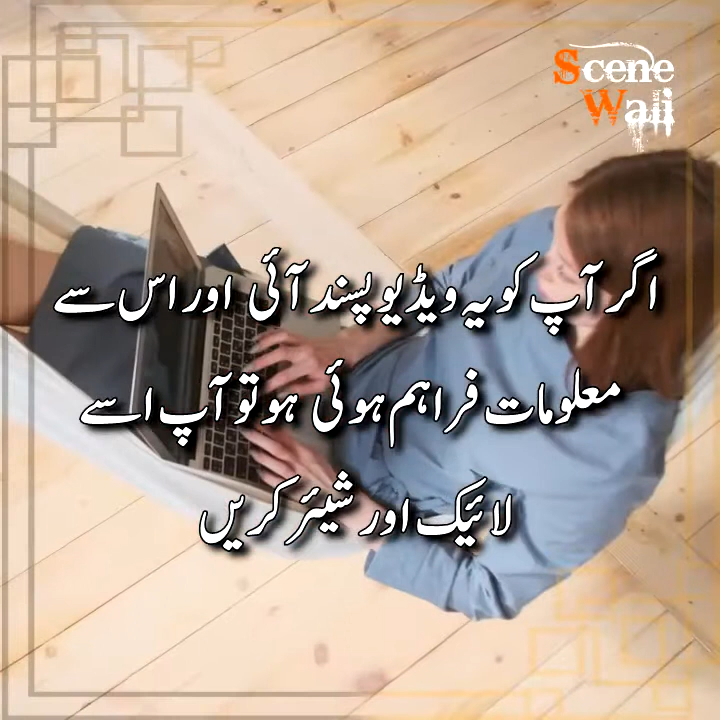 Scene
Wali
اگر آپ کو یہ ویڈیو پسند آئی اور اس سے
معلومات فراہم ہوئی ہو تو آپ اسے
لائیک اور شیئر کریں